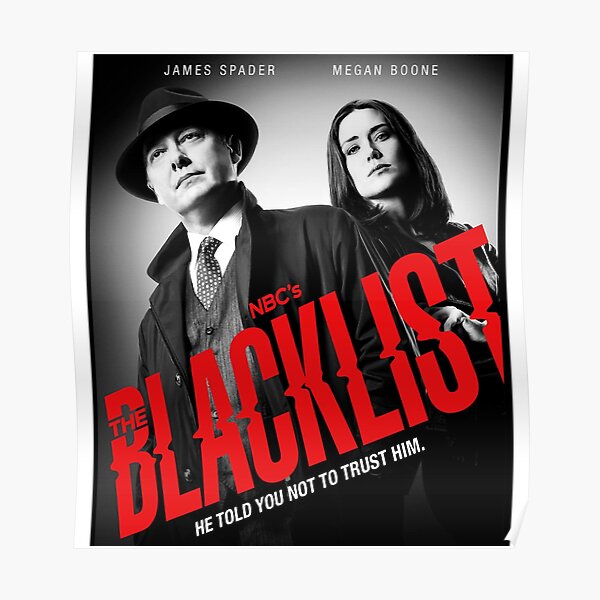 JAMES SPADER MEGAN BOONE
NBC's
THE
BLACKLIST
HE TOLD YOU NOT TO TRUST HIM.